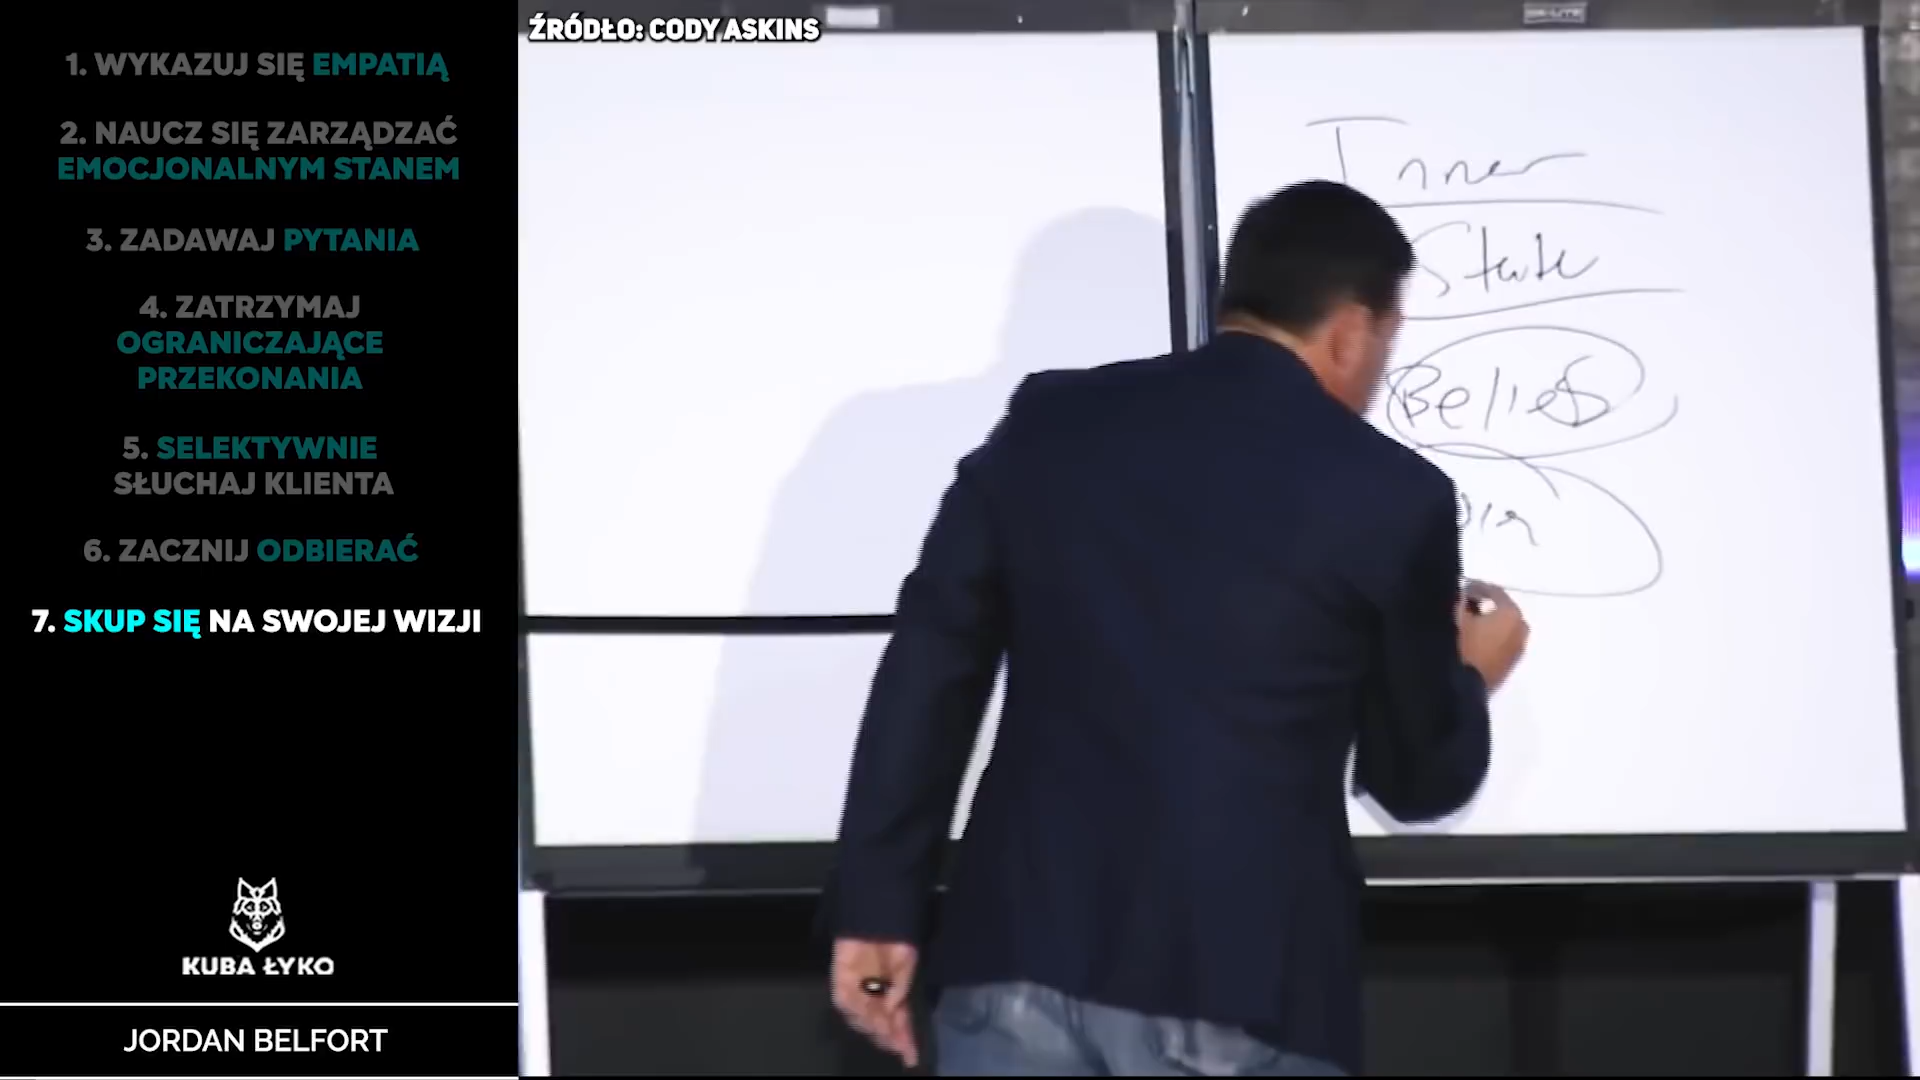 ŹRÓDŁO: CODY ASKINS
1. WYKAZUJ SIĘ EMPATIĄ
2. NAUCZ SIĘ ZARZĄDZAĆ
EMOCJONALNYM STANEM
3. ZADAWAJ PYTANIA
4. ZATRZYMAJ
OGRANICZAJĄCE
PRZEKONANIA
5. SELEKTYWNIE
SŁUCHAJ KLIENTA
6. ZACZNIJ ODBIERAĆ
7. SKUP SIĘ NA SWOJEJ WIZJI
KUBA ŁYKO
JORDAN BELFORT
Inner
State
Beliefs